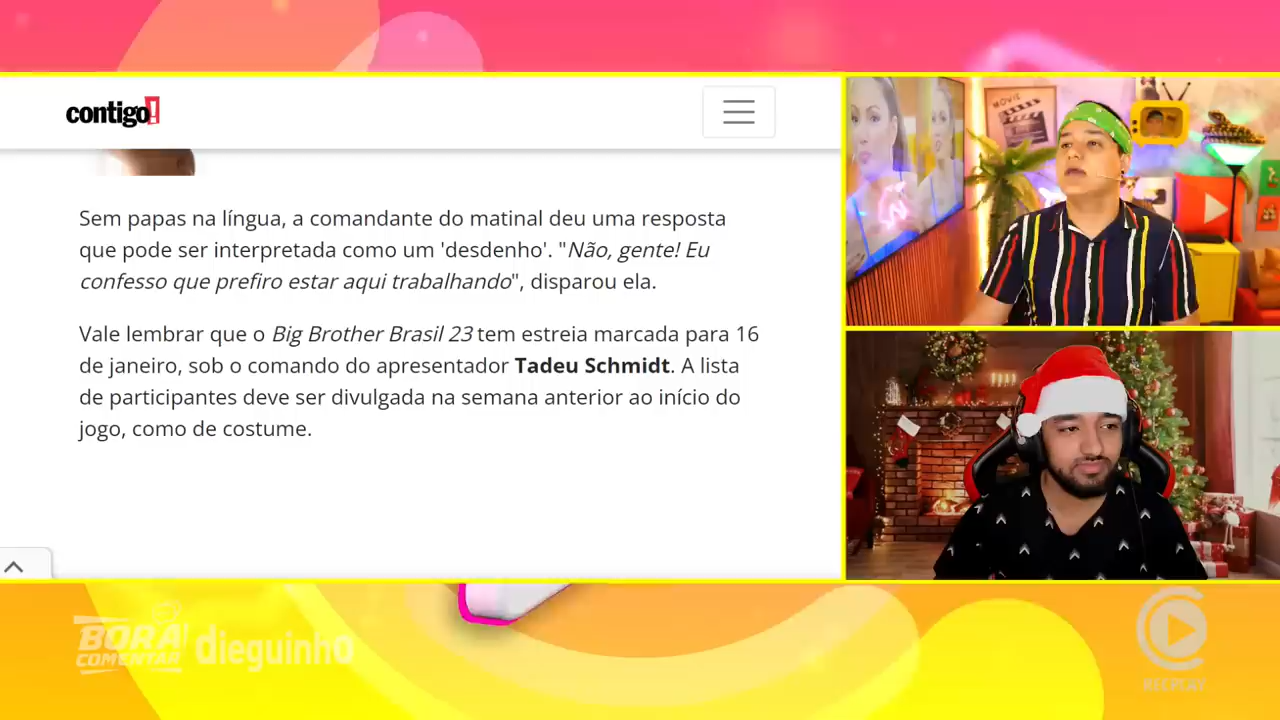 contigo!
Sem papas na língua, a comandante do matinal deu uma resposta
que pode ser interpretada como um 'desdenho'. "Não, gente! Eu
confesso que prefiro estar aqui trabalhando", disparou ela.
Vale lembrar que o Big Brother Brasil 23 tem estreia marcada para 16
de janeiro, sob o comando do apresentador Tadeu Schmidt. A lista
de participantes deve ser divulgada na semana anterior ao início do
jogo, como de costume.
MOVIE
BORA
COMENTAR
dieguinho